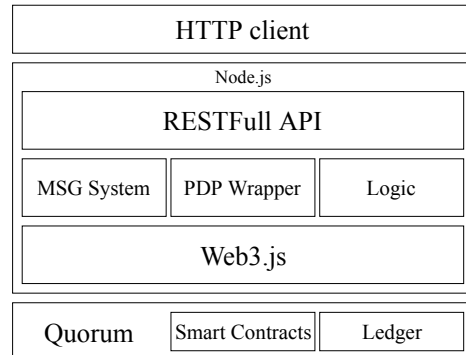 HTTP client
Node.js
RESTFull API
MSG System PDP Wrapper Logic
Web3.js
Quorum Smart Contracts Ledger